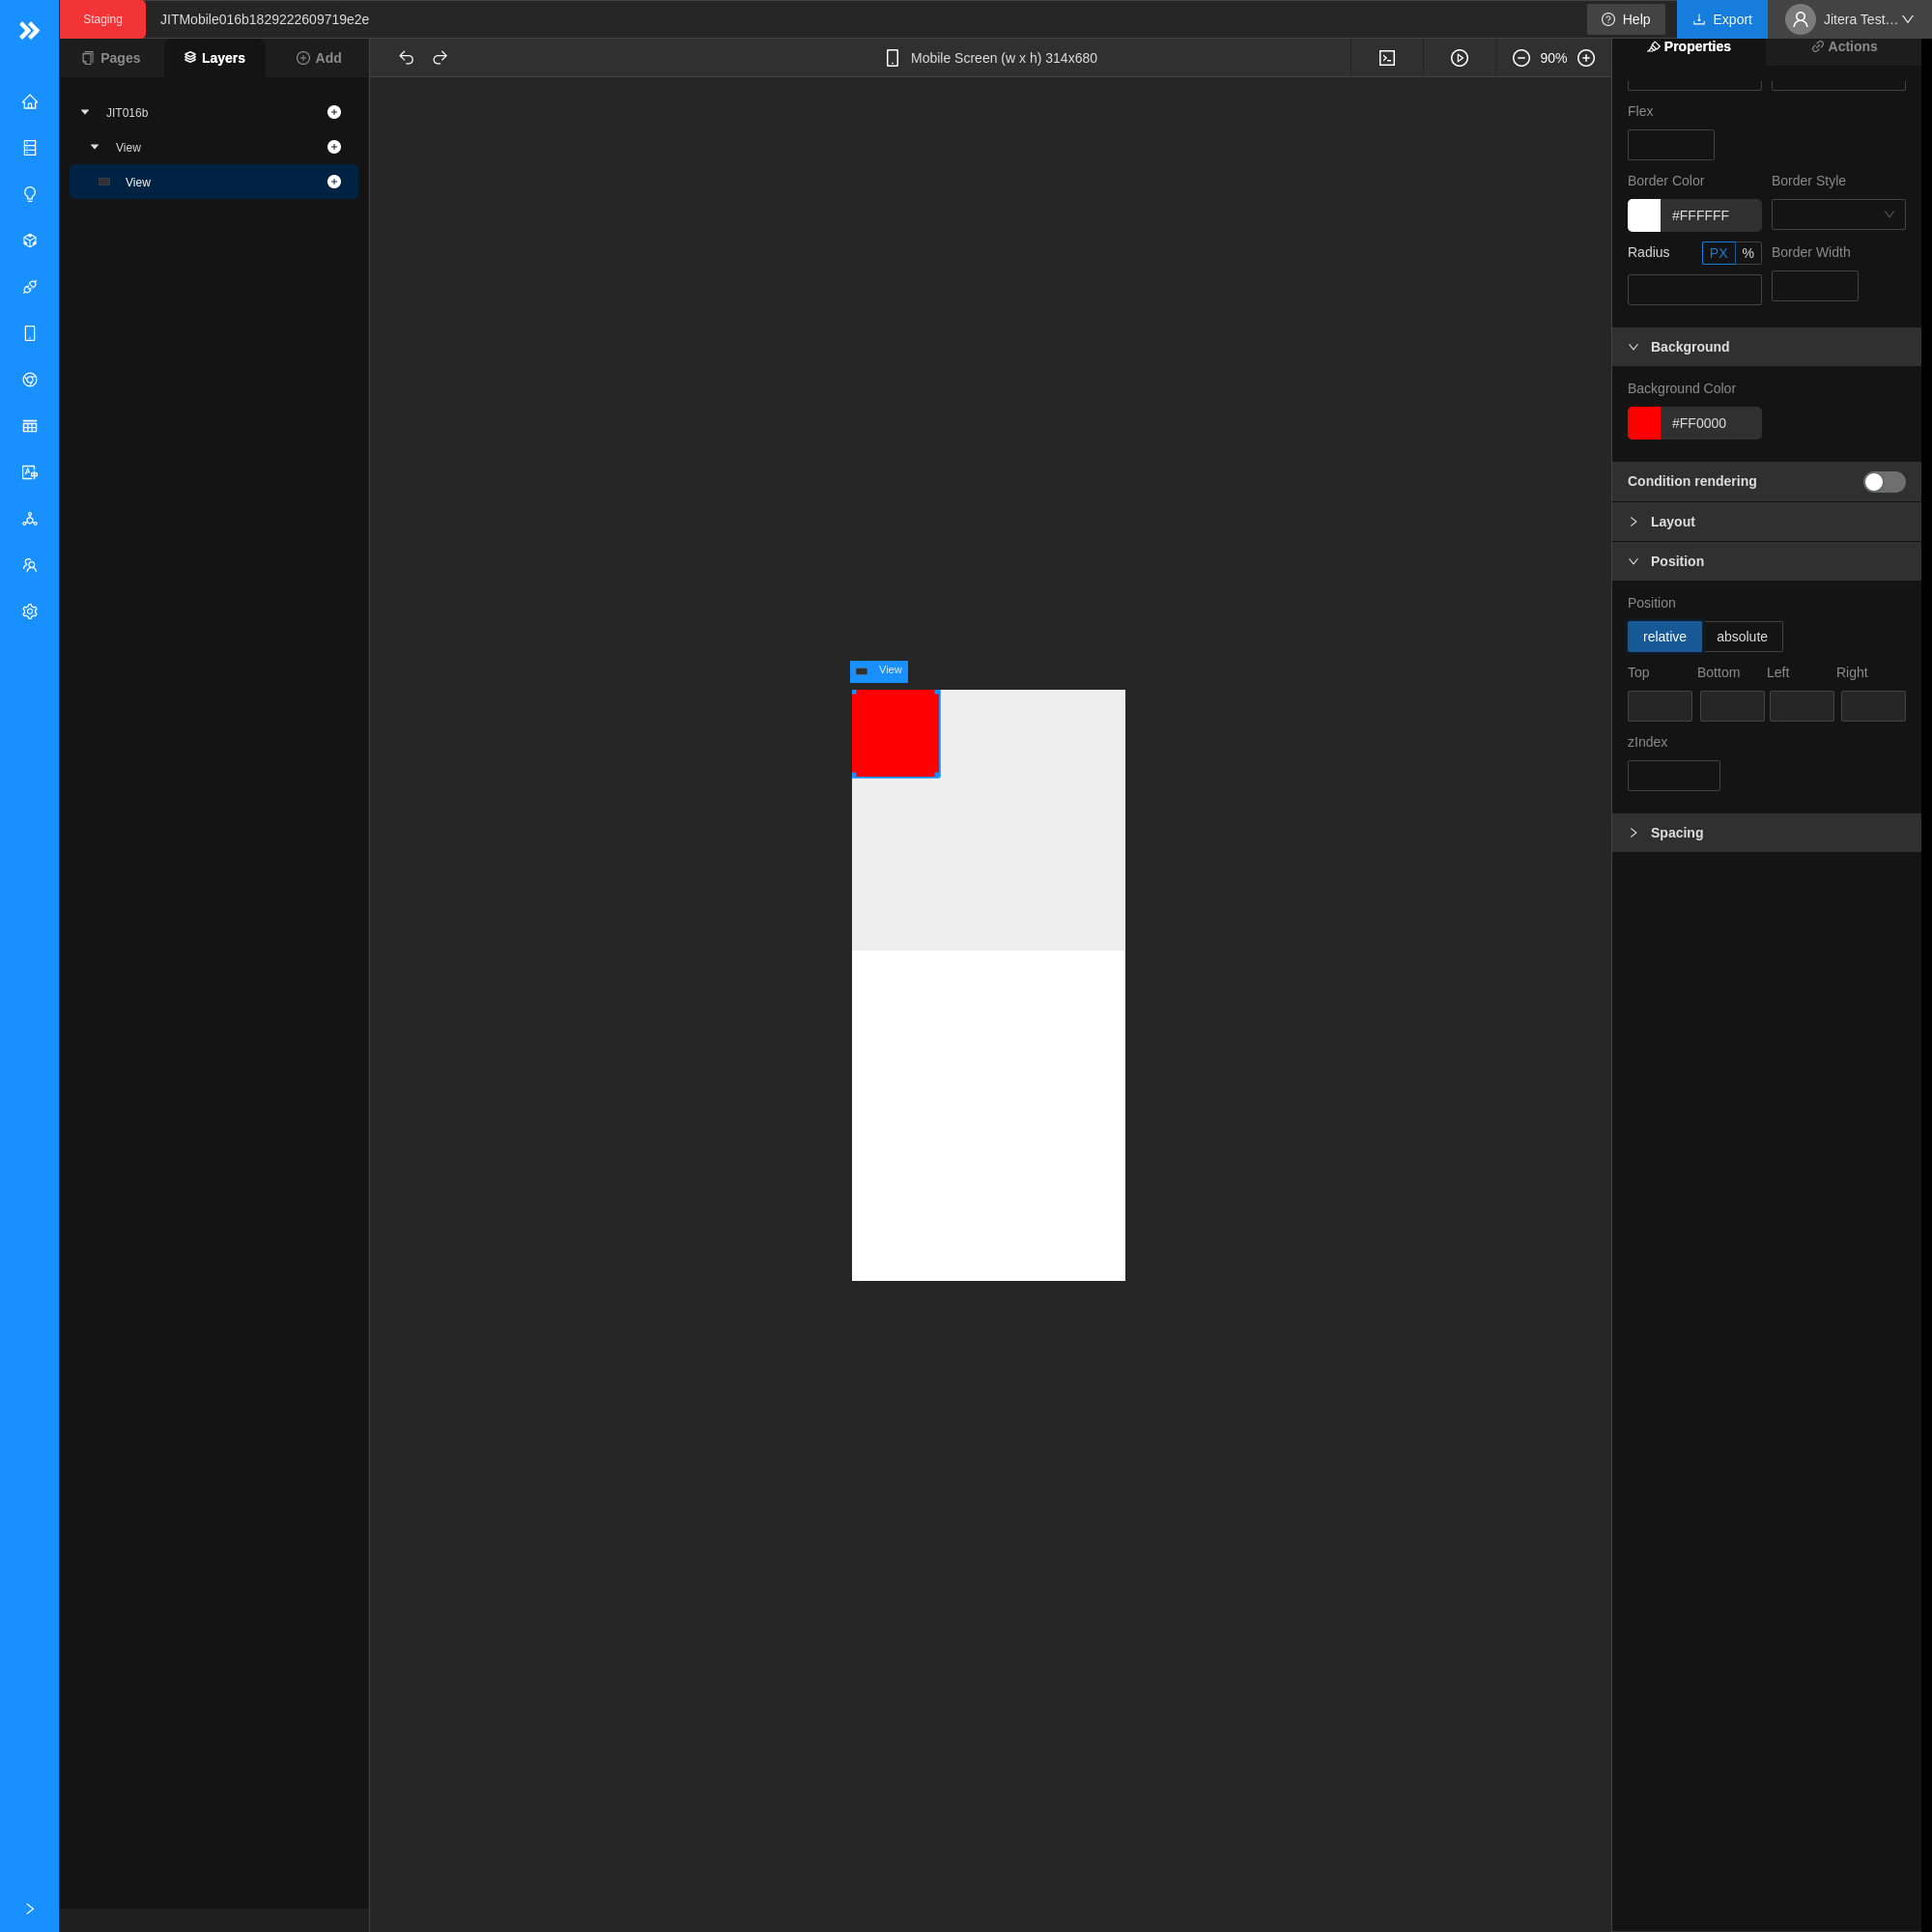 Staging
JITMobile016b1829222609719e2e
Help
Export
Jitera Test...
Pages
Layers
Add
Mobile Screen (w x h) 314x680
90%
Properties
Actions
JIT016b
View
View
View
Flex
Border Color
Border Style
#FFFFFF
Radius
PX
%
Border Width
Background
Background Color
#FF0000
Condition rendering
Layout
Position
Position
relative
absolute
Top
Bottom
Left
Right
zIndex
Spacing